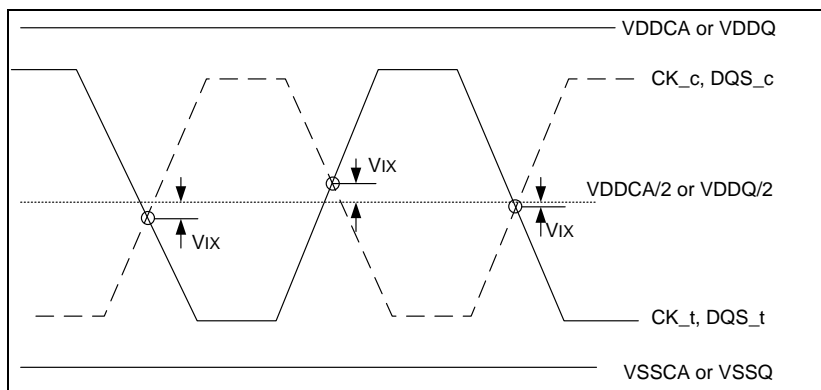 VDDCA or VDDQ
CK_c, DQS_c
VIX
VDDCA/2 or VDDQ/2
VIX
VIX
CK_t, DQS_t
VSSCA or VSSQ